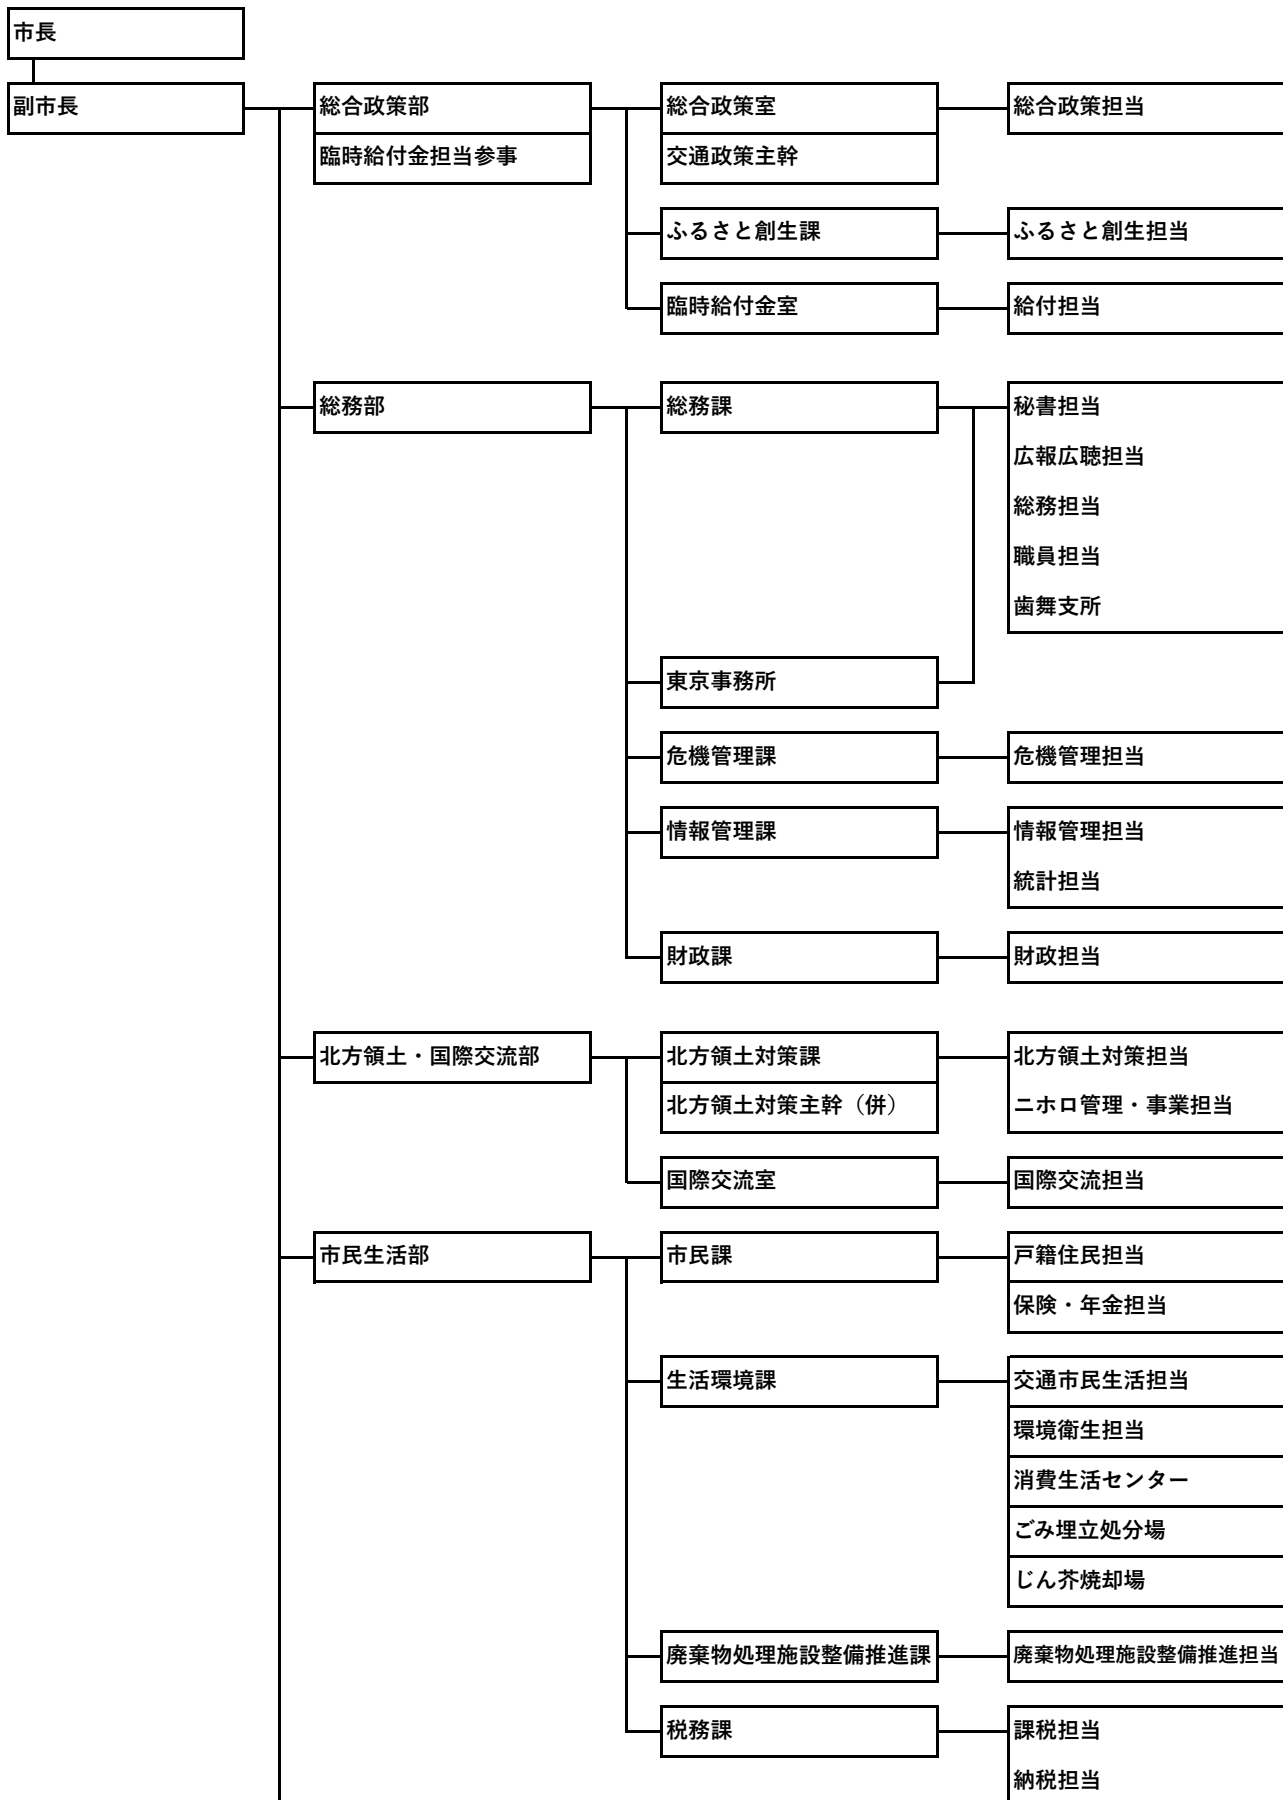 市長
副市長
総合政策部
総合政策室
総合政策担当
臨時給付金担当参事
交通政策主幹
ふるさと創生課
ふるさと創生担当
臨時給付金室
給付担当
総務部
総務課
秘書担当
広報広聴担当
総務担当
職員担当
歯舞支所
東京事務所
危機管理課
危機管理担当
情報管理課
情報管理担当
統計担当
財政課
財政担当
北方領土・国際交流部
北方領土対策課
北方領土対策担当
北方領土対策主幹（併）
ニホロ管理・事業担当
国際交流室
国際交流担当
市民生活部
市民課
戸籍住民担当
保険・年金担当
生活環境課
交通市民生活担当
環境衛生担当
消費生活センター
ごみ埋立処分場
じん芥焼却場
廃棄物処理施設整備推進課
廃棄物処理施設整備推進担当
税務課
課税担当
納税担当